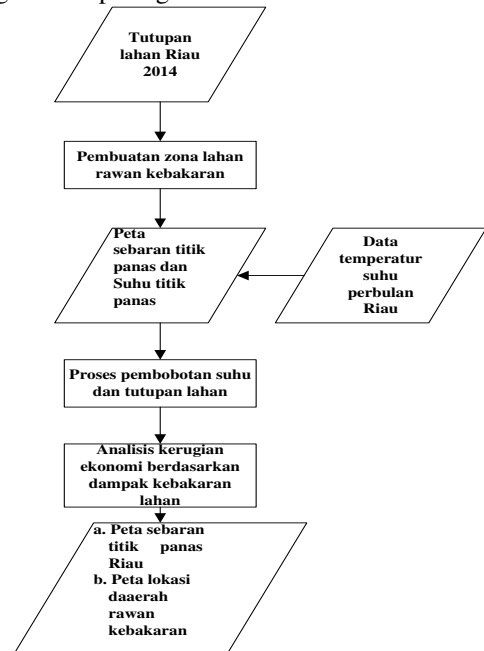 Tutupan
lahan Riau
2014
Pembuatan zona lahan
rawan kebakaran
Peta
sebaran titik
panas dan
Suhu titik
panas
Data
temperatur
suhu
perbulan
Riau
Proses pembobotan suhu
dan tutupan lahan
Analisis kerugian
ekonomi berdasarkan
dampak kebakaran
lahan
a. Peta sebaran
titik panas
Riau
b. Peta lokasi
daaerah
rawan
kebakaran